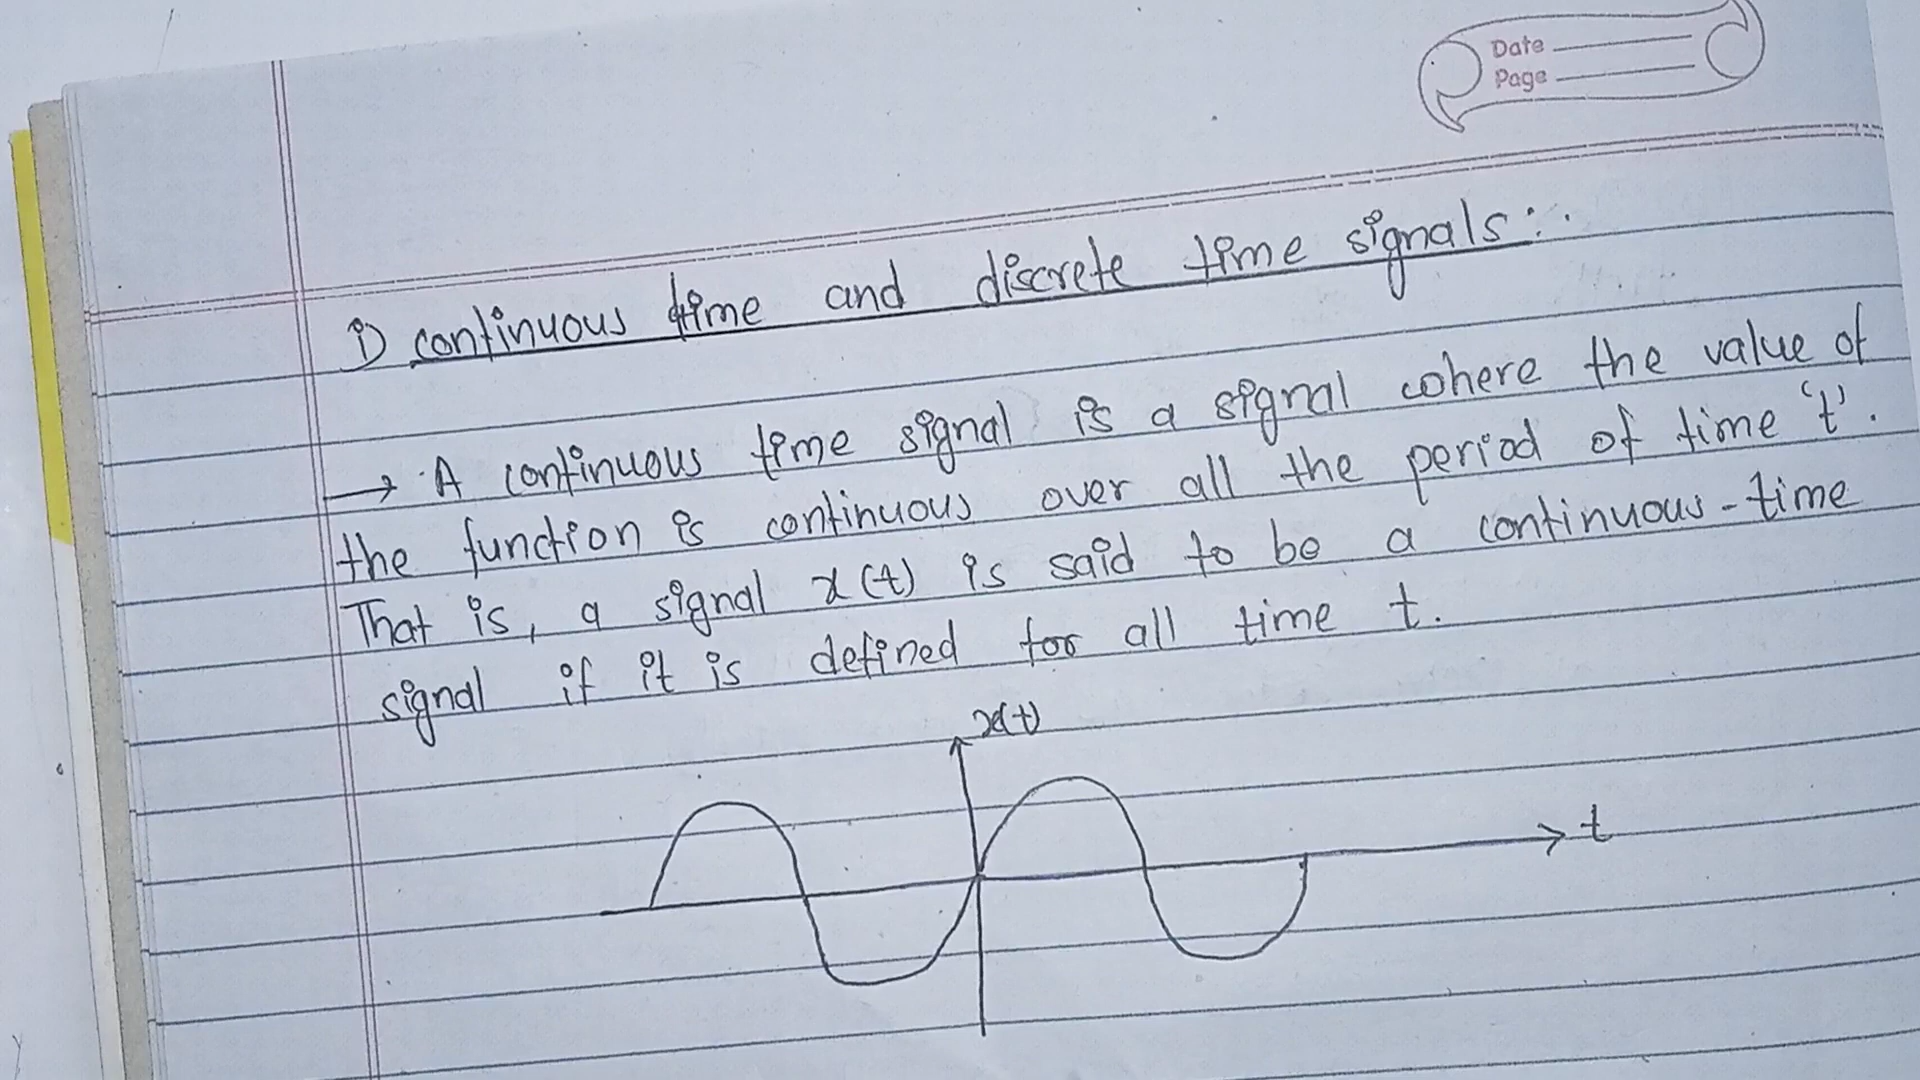 Date
Page
i) continuous time and discrete time signals:.
→ A continuous time signal is a signal where the value of
the function is continuous over all the period of time 't'.
That is, a signal x(t) is said to be a continuous-time
signal if it is defined for all time t.
x(t)
t